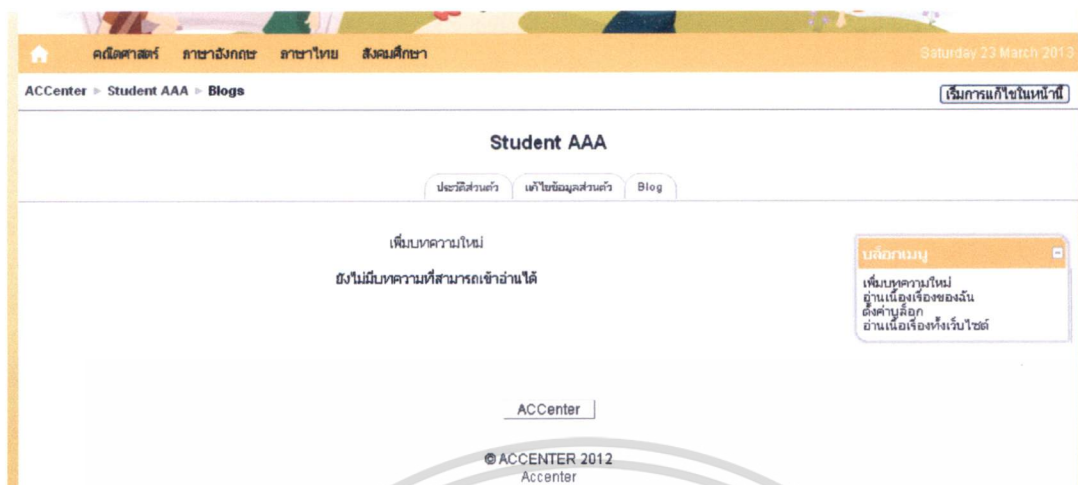 คณิตศาสตร์ ภาษาอังกฤษ ภาษาไทย สังคมศึกษา Saturday 23 March 2013
ACCenter ▶ Student AAA ▶ Blogs เริ่มการแก้ไขในหน้านี้
Student AAA
ประวัติส่วนตัว แก้ไขข้อมูลส่วนตัว Blog
เพิ่มบทความใหม่
ยังไม่มีบทความที่สามารถเข้าอ่านได้
บล็อกเมนู
เพิ่มบทความใหม่
อ่านเนื้องเรื่องของฉัน
ตั้งค่าบล็อก
อ่านเนื้อเรื่องทั้งเว็บไซต์
ACCenter
© ACCENTER 2012
Accenter